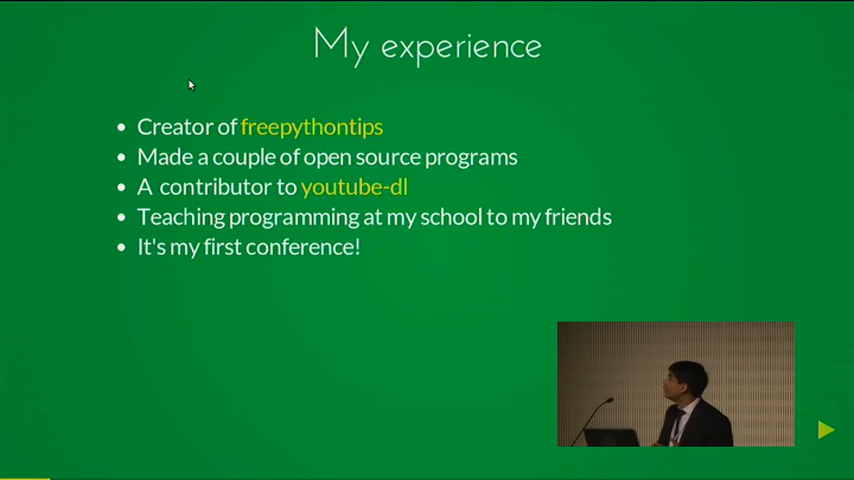 My experience
Creator of freepythontips
Made a couple of open source programs
A contributor to youtube-dl
Teaching programming at my school to my friends
It's my first conference!